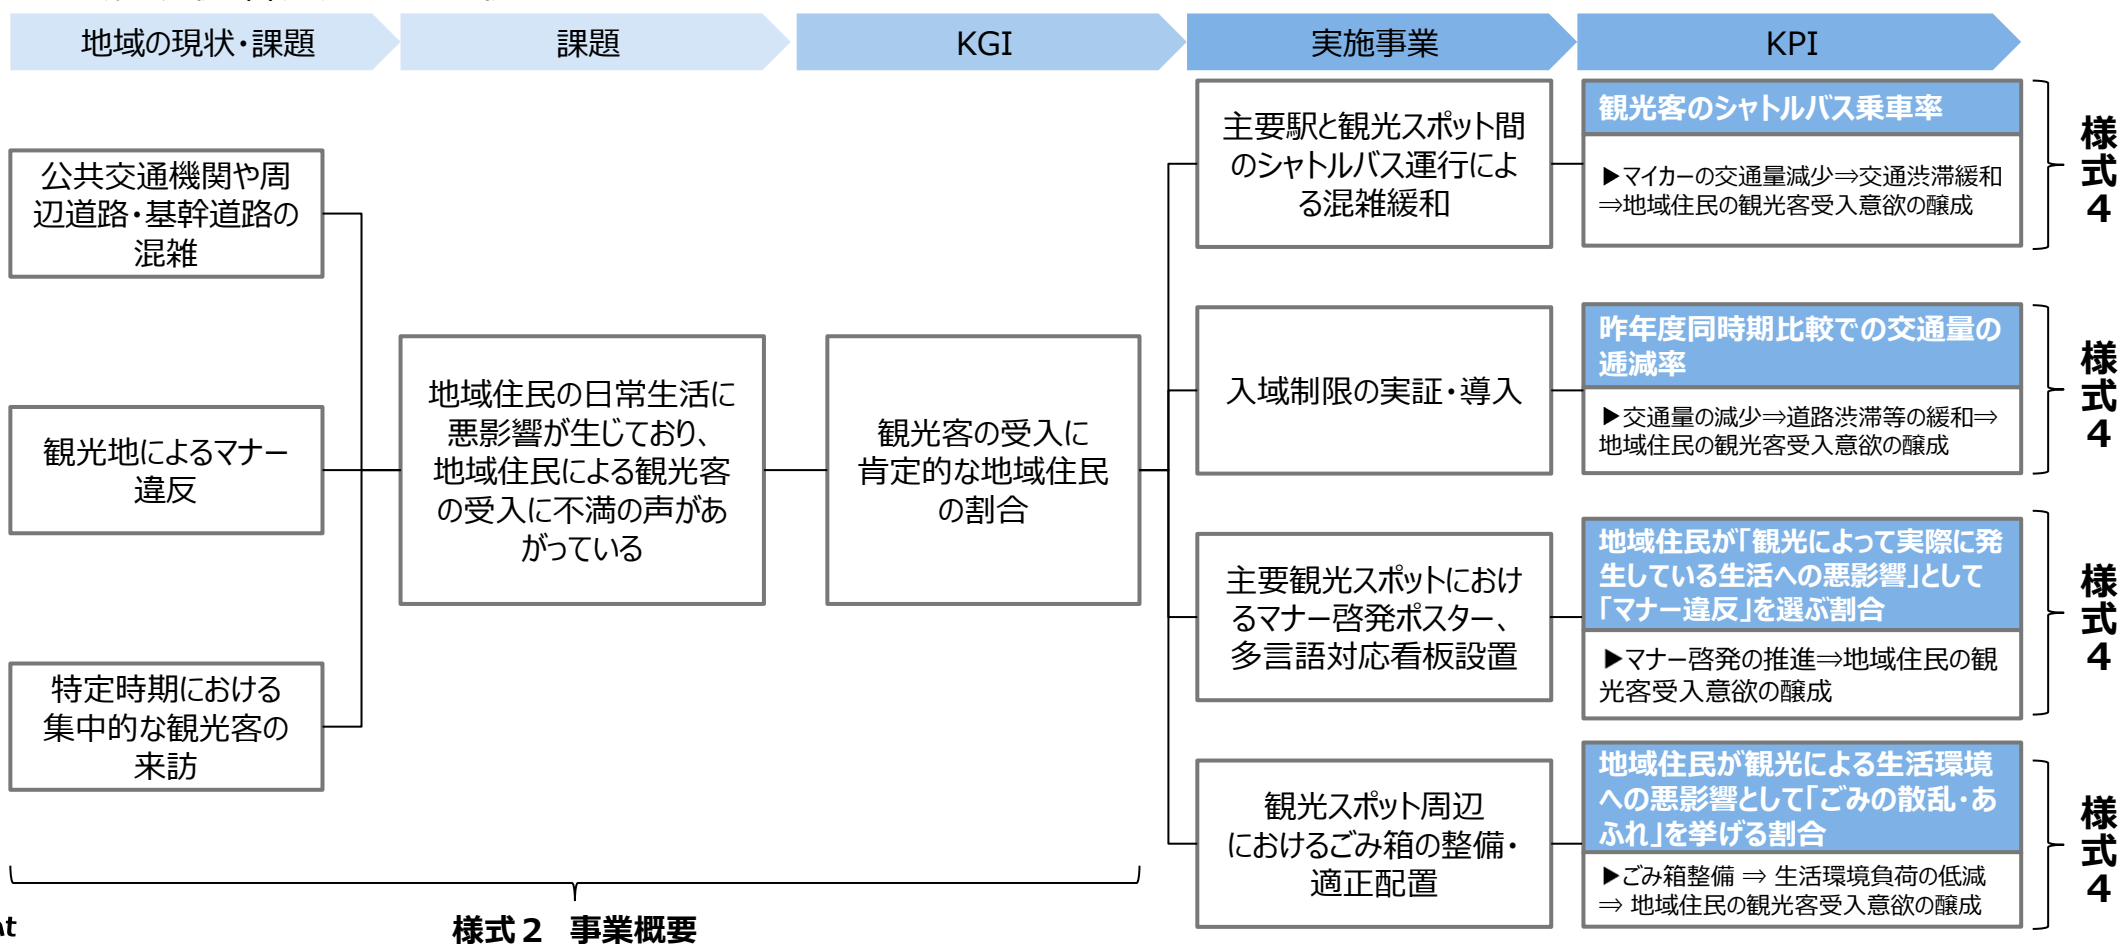 地域の現状・課題
課題
KGI
実施事業
KPI
公共交通機関や周
辺道路・基幹道路の
混雑
観光地によるマナー
違反
特定時期における
集中的な観光客の
来訪
地域住民の日常生活に
悪影響が生じており、
地域住民による観光客
の受入に不満の声があ
がっている
観光客の受入に
肯定的な地域住民
の割合
主要駅と観光スポット間
のシャトルバス運行によ
る混雑緩和
観光客のシャトルバス乗車率
▶マイカーの交通量減少⇒交通渋滞緩和
⇒地域住民の観光客受入意欲の醸成
様式4
入域制限の実証・導入
昨年度同時期比較での交通量の
逓減率
▶交通量の減少⇒道路渋滞等の緩和⇒
地域住民の観光客受入意欲の醸成
様式4
主要観光スポットにおけ
るマナー啓発ポスター、
多言語対応看板設置
地域住民が「観光によって実際に発
生している生活への悪影響」として
「マナー違反」を選ぶ割合
▶マナー啓発の推進⇒地域住民の観
光客受入意欲の醸成
様式4
観光スポット周辺
におけるごみ箱の整備・
適正配置
地域住民が観光による生活環境
への悪影響として「ごみの散乱・あ
ふれ」を挙げる割合
▶ごみ箱整備 ⇒ 生活環境負荷の低減
⇒ 地域住民の観光客受入意欲の醸成
様式4
様式2 事業概要